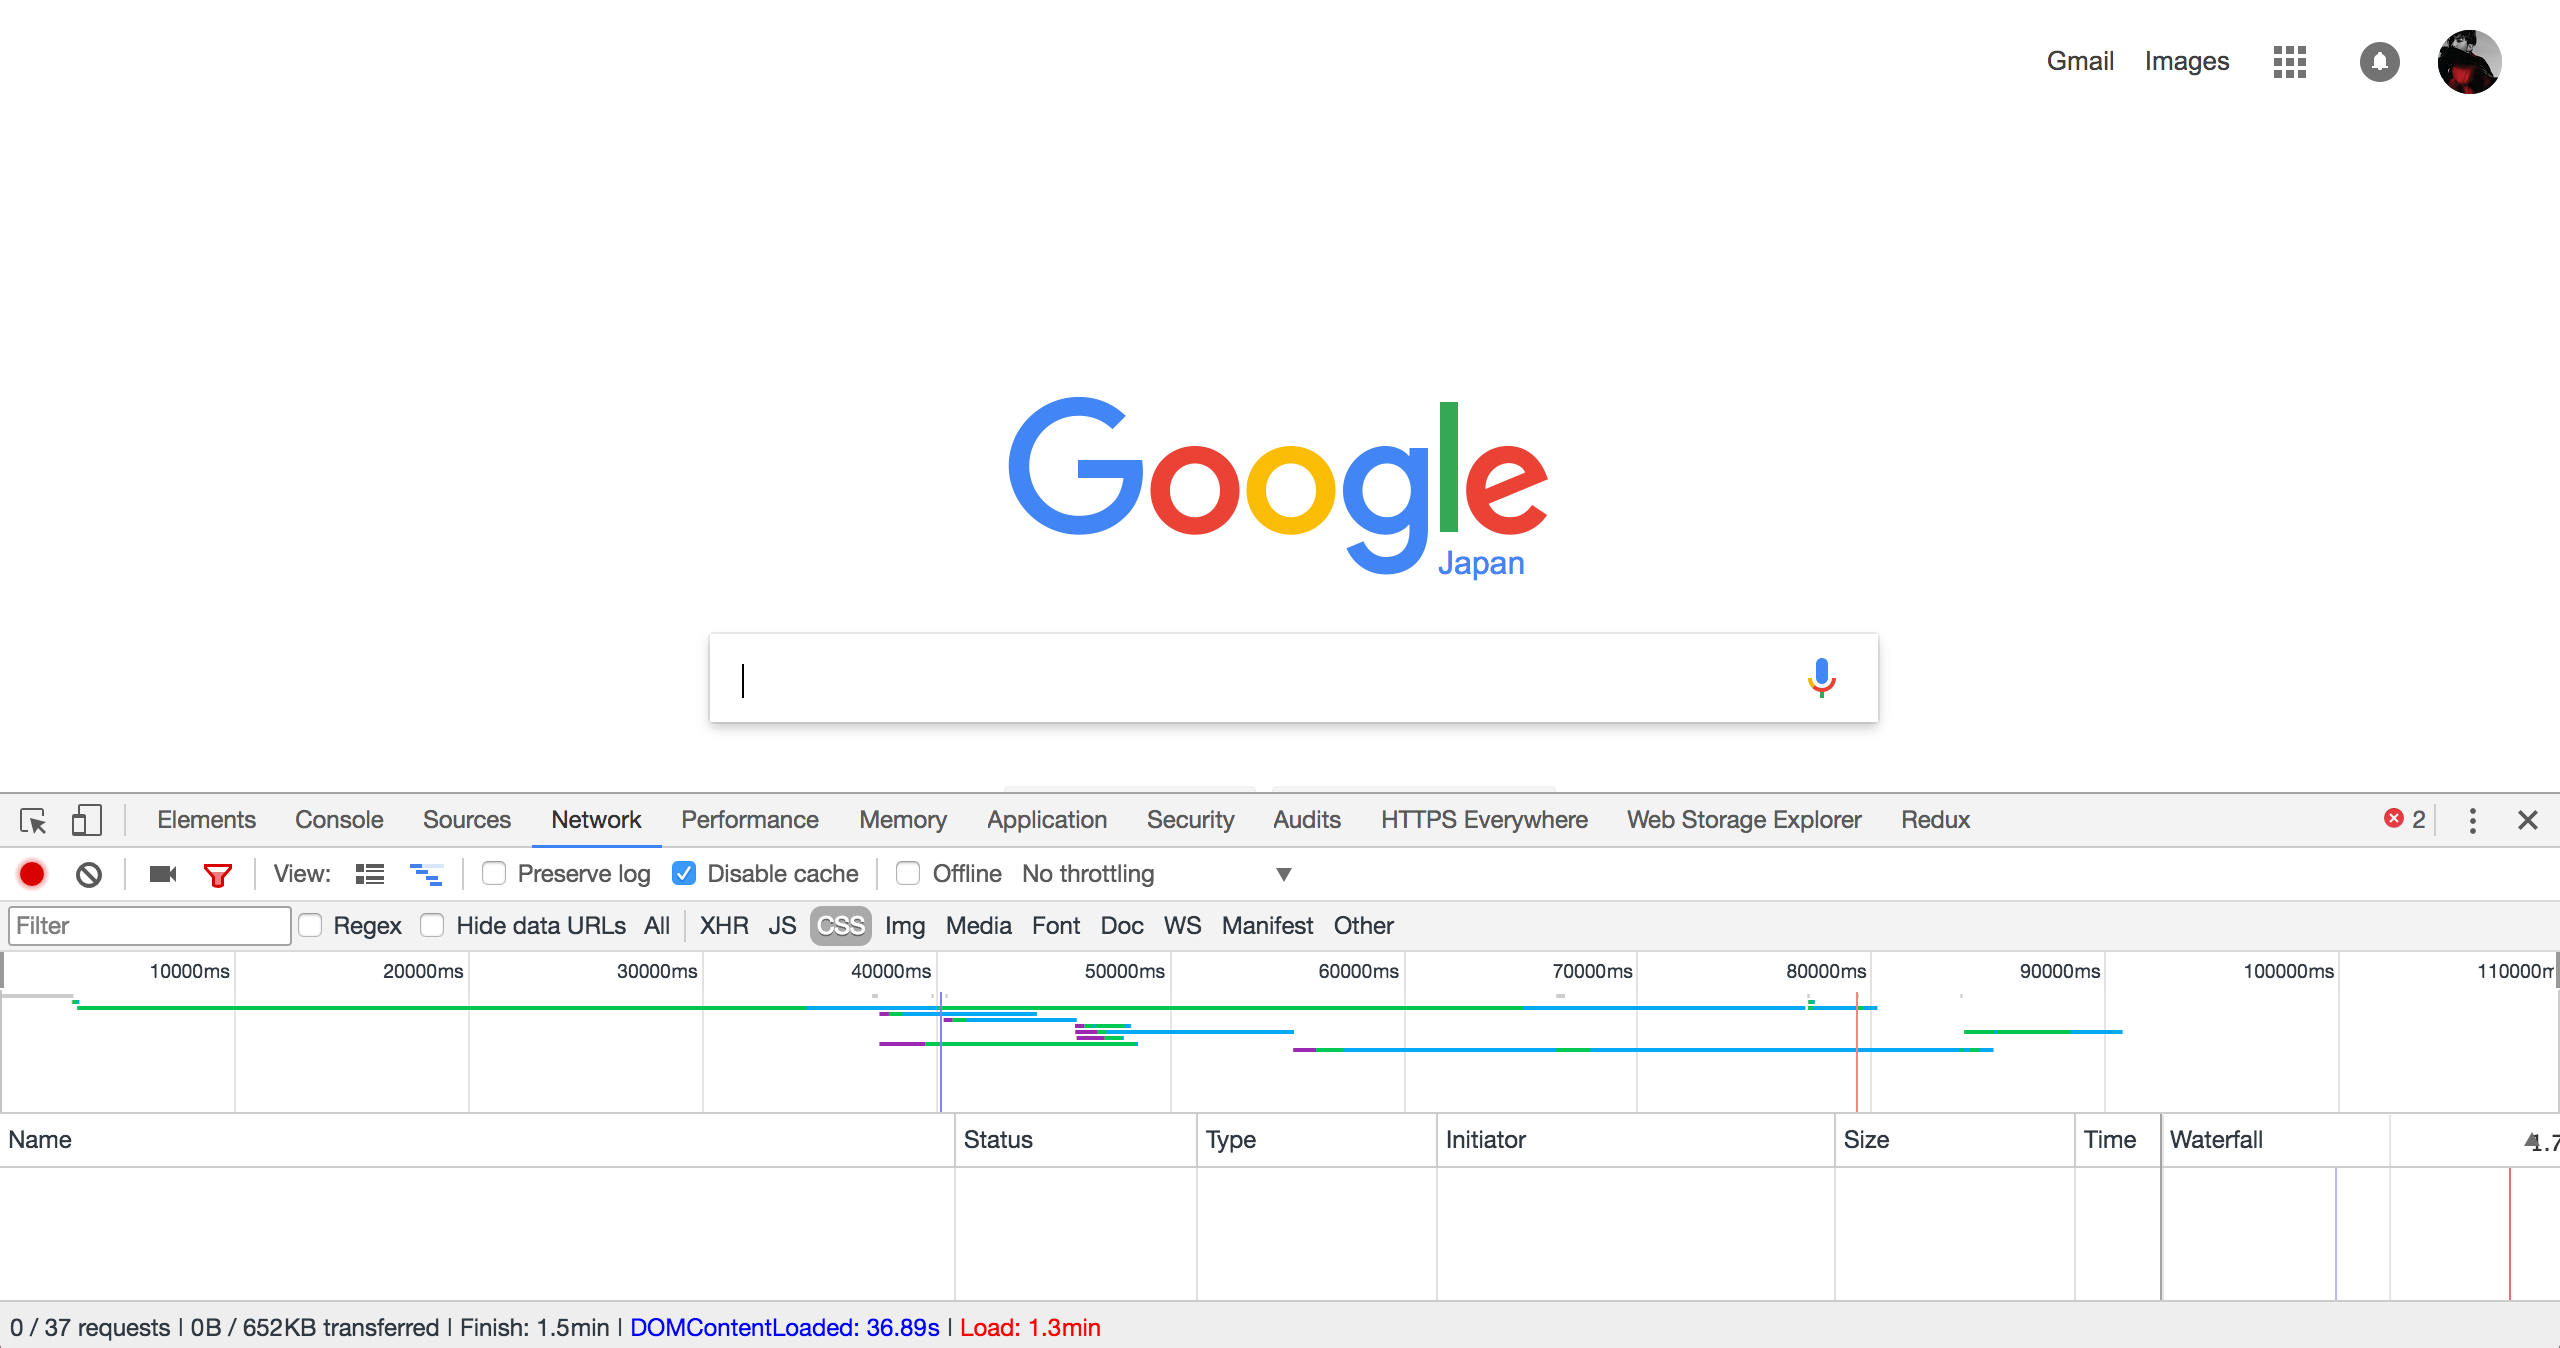 Gmail Images
Google
Japan
Elements Console Sources Network Performance Memory Application Security Audits HTTPS Everywhere Web Storage Explorer Redux 2
View: Preserve log Disable cache Offline No throttling
Filter Regex Hide data URLs All XHR JS CSS Img Media Font Doc WS Manifest Other
10000ms 20000ms 30000ms 40000ms 50000ms 60000ms 70000ms 80000ms 90000ms 100000ms 110000m
Name Status Type Initiator Size Time Waterfall 1.7
0 / 37 requests | 0B / 652KB transferred | Finish: 1.5min | DOMContentLoaded: 36.89s | Load: 1.3min